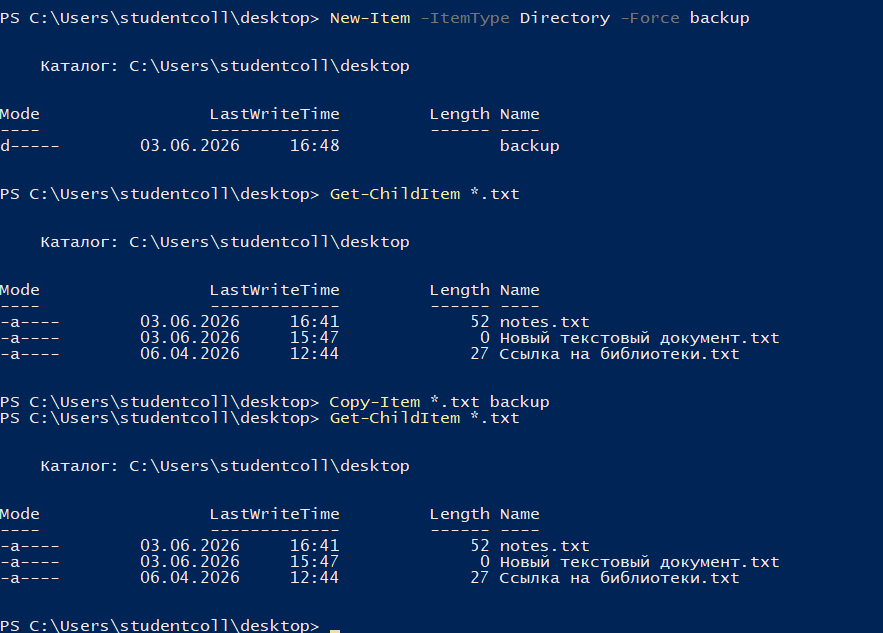 PS C:\Users\studentcoll\desktop> New-Item -ItemType Directory -Force backup
Каталог: C:\Users\studentcoll\desktop
Mode LastWriteTime Length Name
---- ------------- ------ ----
d----- 03.06.2026 16:48 backup
PS C:\Users\studentcoll\desktop> Get-ChildItem *.txt
Каталог: C:\Users\studentcoll\desktop
Mode LastWriteTime Length Name
---- ------------- ------ ----
-a---- 03.06.2026 16:41 52 notes.txt
-a---- 03.06.2026 15:47 0 Новый текстовый документ.txt
-a---- 06.04.2026 12:44 27 Ссылка на библиотеки.txt
PS C:\Users\studentcoll\desktop> Copy-Item *.txt backup
PS C:\Users\studentcoll\desktop> Get-ChildItem *.txt
Каталог: C:\Users\studentcoll\desktop
Mode LastWriteTime Length Name
---- ------------- ------ ----
-a---- 03.06.2026 16:41 52 notes.txt
-a---- 03.06.2026 15:47 0 Новый текстовый документ.txt
-a---- 06.04.2026 12:44 27 Ссылка на библиотеки.txt
PS C:\Users\studentcoll\desktop>